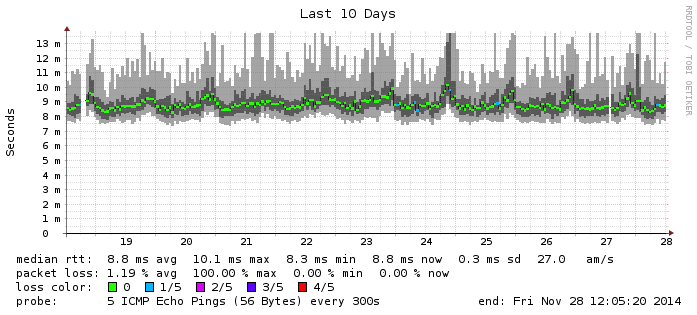 Last 10 Days
RRDTOOL / TOBI OETIKER
Seconds
13 m
12 m
11 m
10 m
9 m
8 m
7 m
6 m
5 m
4 m
3 m
2 m
1 m
0
19 20 21 22 23 24 25 26 27 28
median rtt: 8.8 ms avg 10.1 ms max 8.3 ms min 8.8 ms now 0.3 ms sd 27.0 am/s
packet loss: 1.19 % avg 100.00 % max 0.00 % min 0.00 % now
loss color: 0 1/5 2/5 3/5 4/5
probe: 5 ICMP Echo Pings (56 Bytes) every 300s end: Fri Nov 28 12:05:20 2014